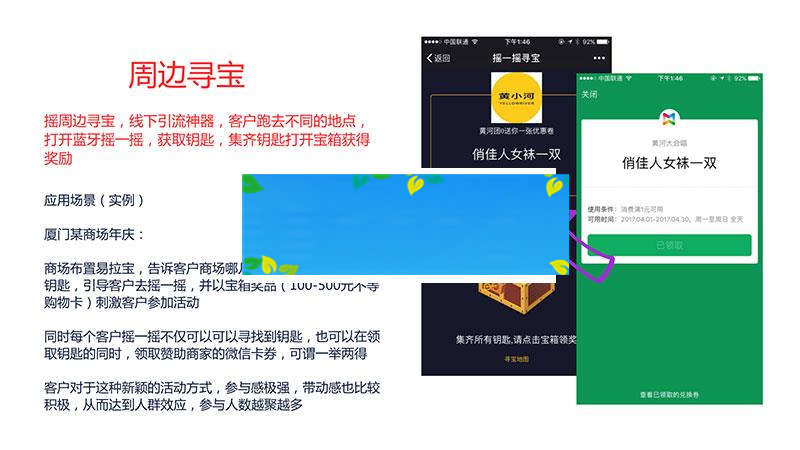 周边寻宝
摇周边寻宝，线下引流神器，客户跑去不同的地点，
打开蓝牙摇一摇，获取钥匙，集齐钥匙打开宝箱获得
奖励
应用场景（实例）
厦门某商场年庆：
商场布置易拉宝，告诉客户商场哪
钥匙，引导客户去摇一摇，并以宝箱奖品（100-500元不等
购物卡）刺激客户参加活动
同时每个客户摇一摇不仅可以可以寻找到钥匙，也可以在领
取钥匙的同时，领取赞助商家的微信卡券，可谓一举两得
客户对于这种新颖的活动方式，参与感极强，带动感也比较
积极，从而达到人群效应，参与人数越聚越多
中国联通 下午1:46 92%
返回 摇一摇寻宝
黄小河
YELLOWRIVER
黄河团0送你一张优惠卷
俏佳人女袜一双
集齐所有钥匙,请点击宝箱领奖
寻宝地图
中国联通 下午1:46 92%
关闭
黄河大合唱
俏佳人女袜一双
使用条件：消费满1元可用
可用时间：2017.04.01-2017.04.30，周一至周日 全天
已领取
查看已领取的兑换券